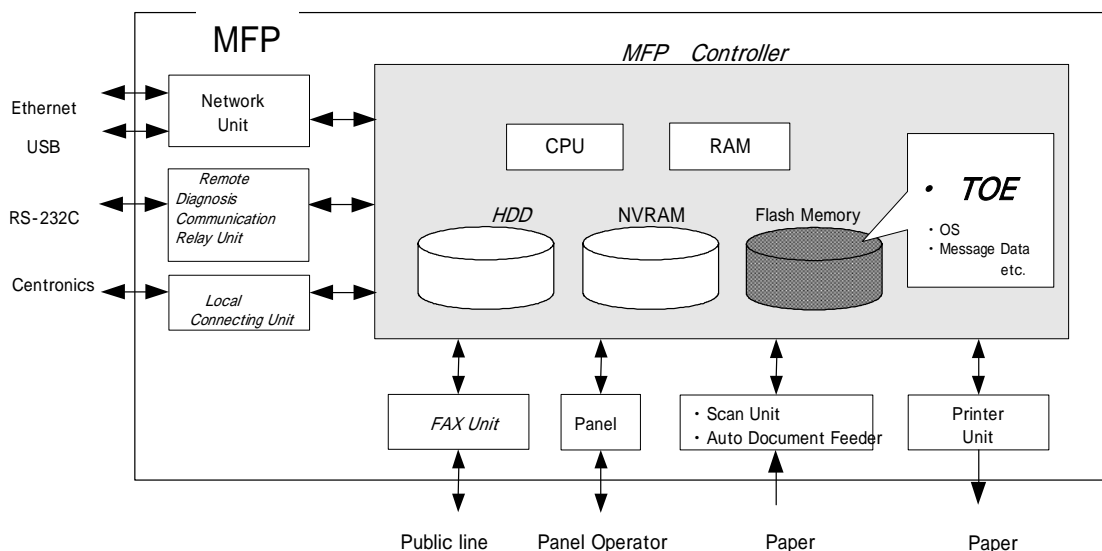 MFP
MFP Controller
Ethernet
USB
Network
Unit
CPU
RAM
・ TOE
・ OS
・ Message Data
etc.
RS-232C
Remote
Diagnosis
Communication
Relay Unit
HDD
NVRAM
Flash Memory
Centronics
Local
Connecting Unit
FAX Unit
Panel
・ Scan Unit
・ Auto Document Feeder
Printer
Unit
Public line
Panel Operator
Paper
Paper